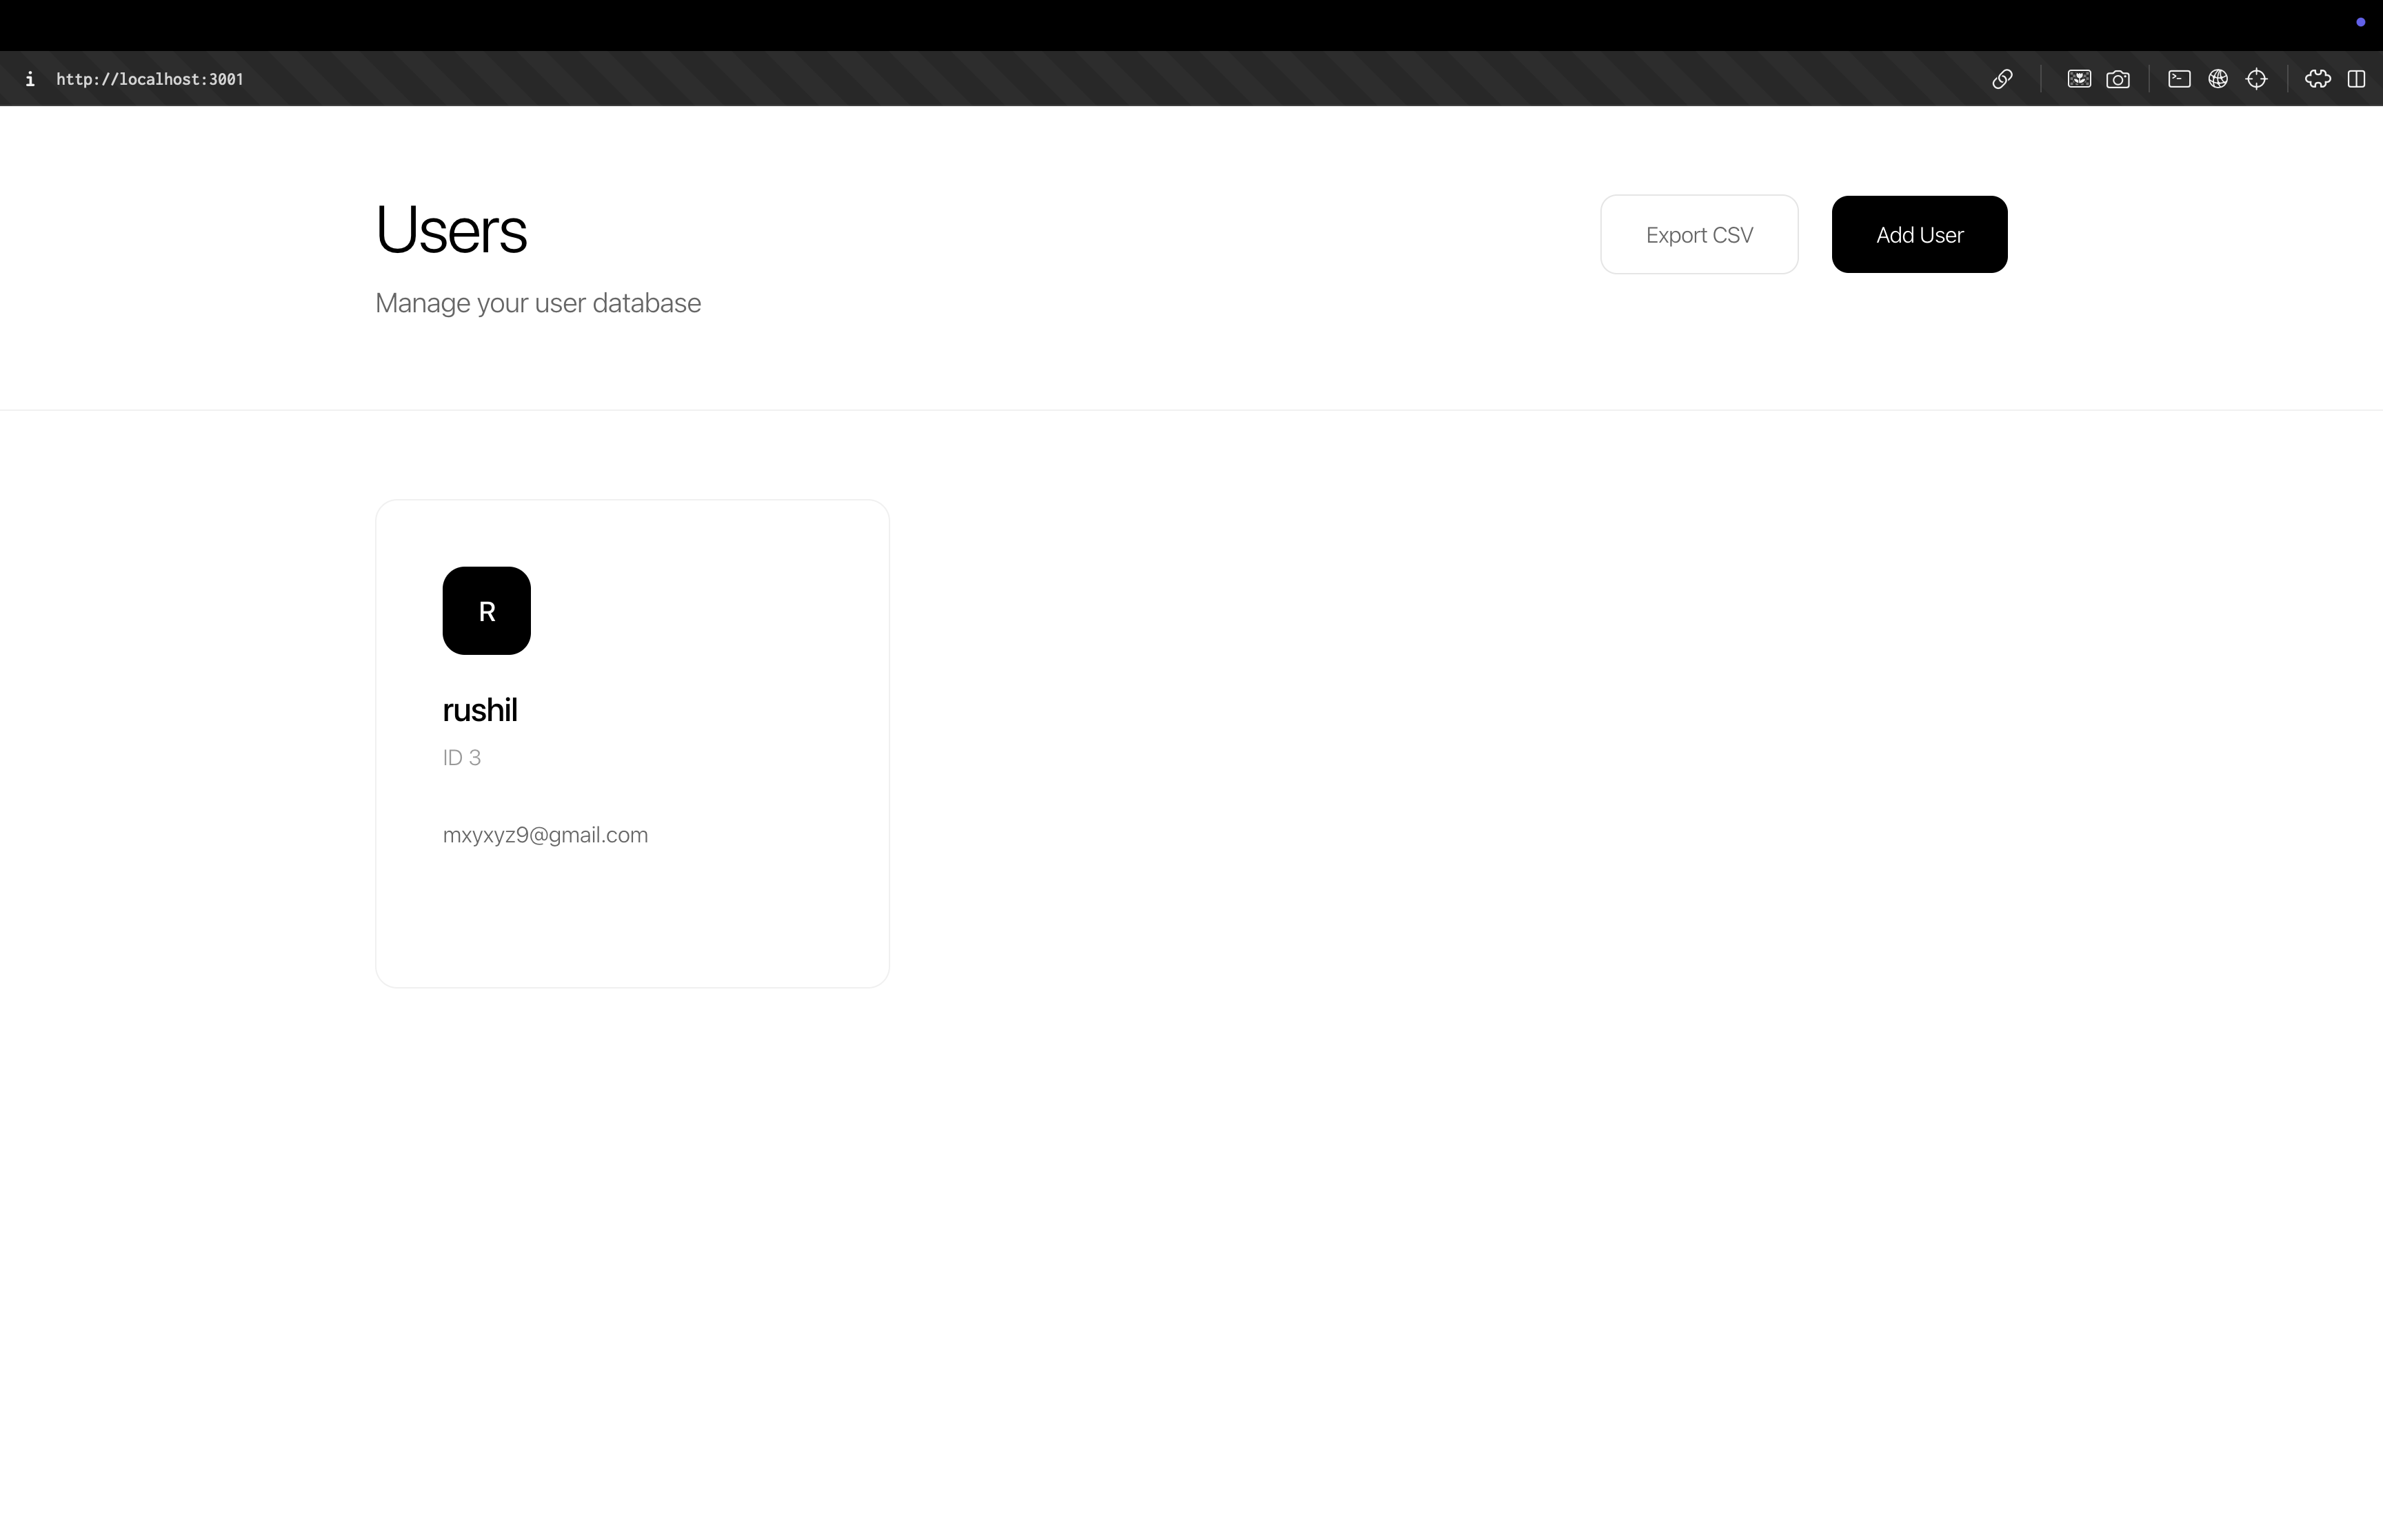 http://localhost:3001
Users
Manage your user database
Export CSV
Add User
R
rushil
ID 3
mxyxyz9@gmail.com